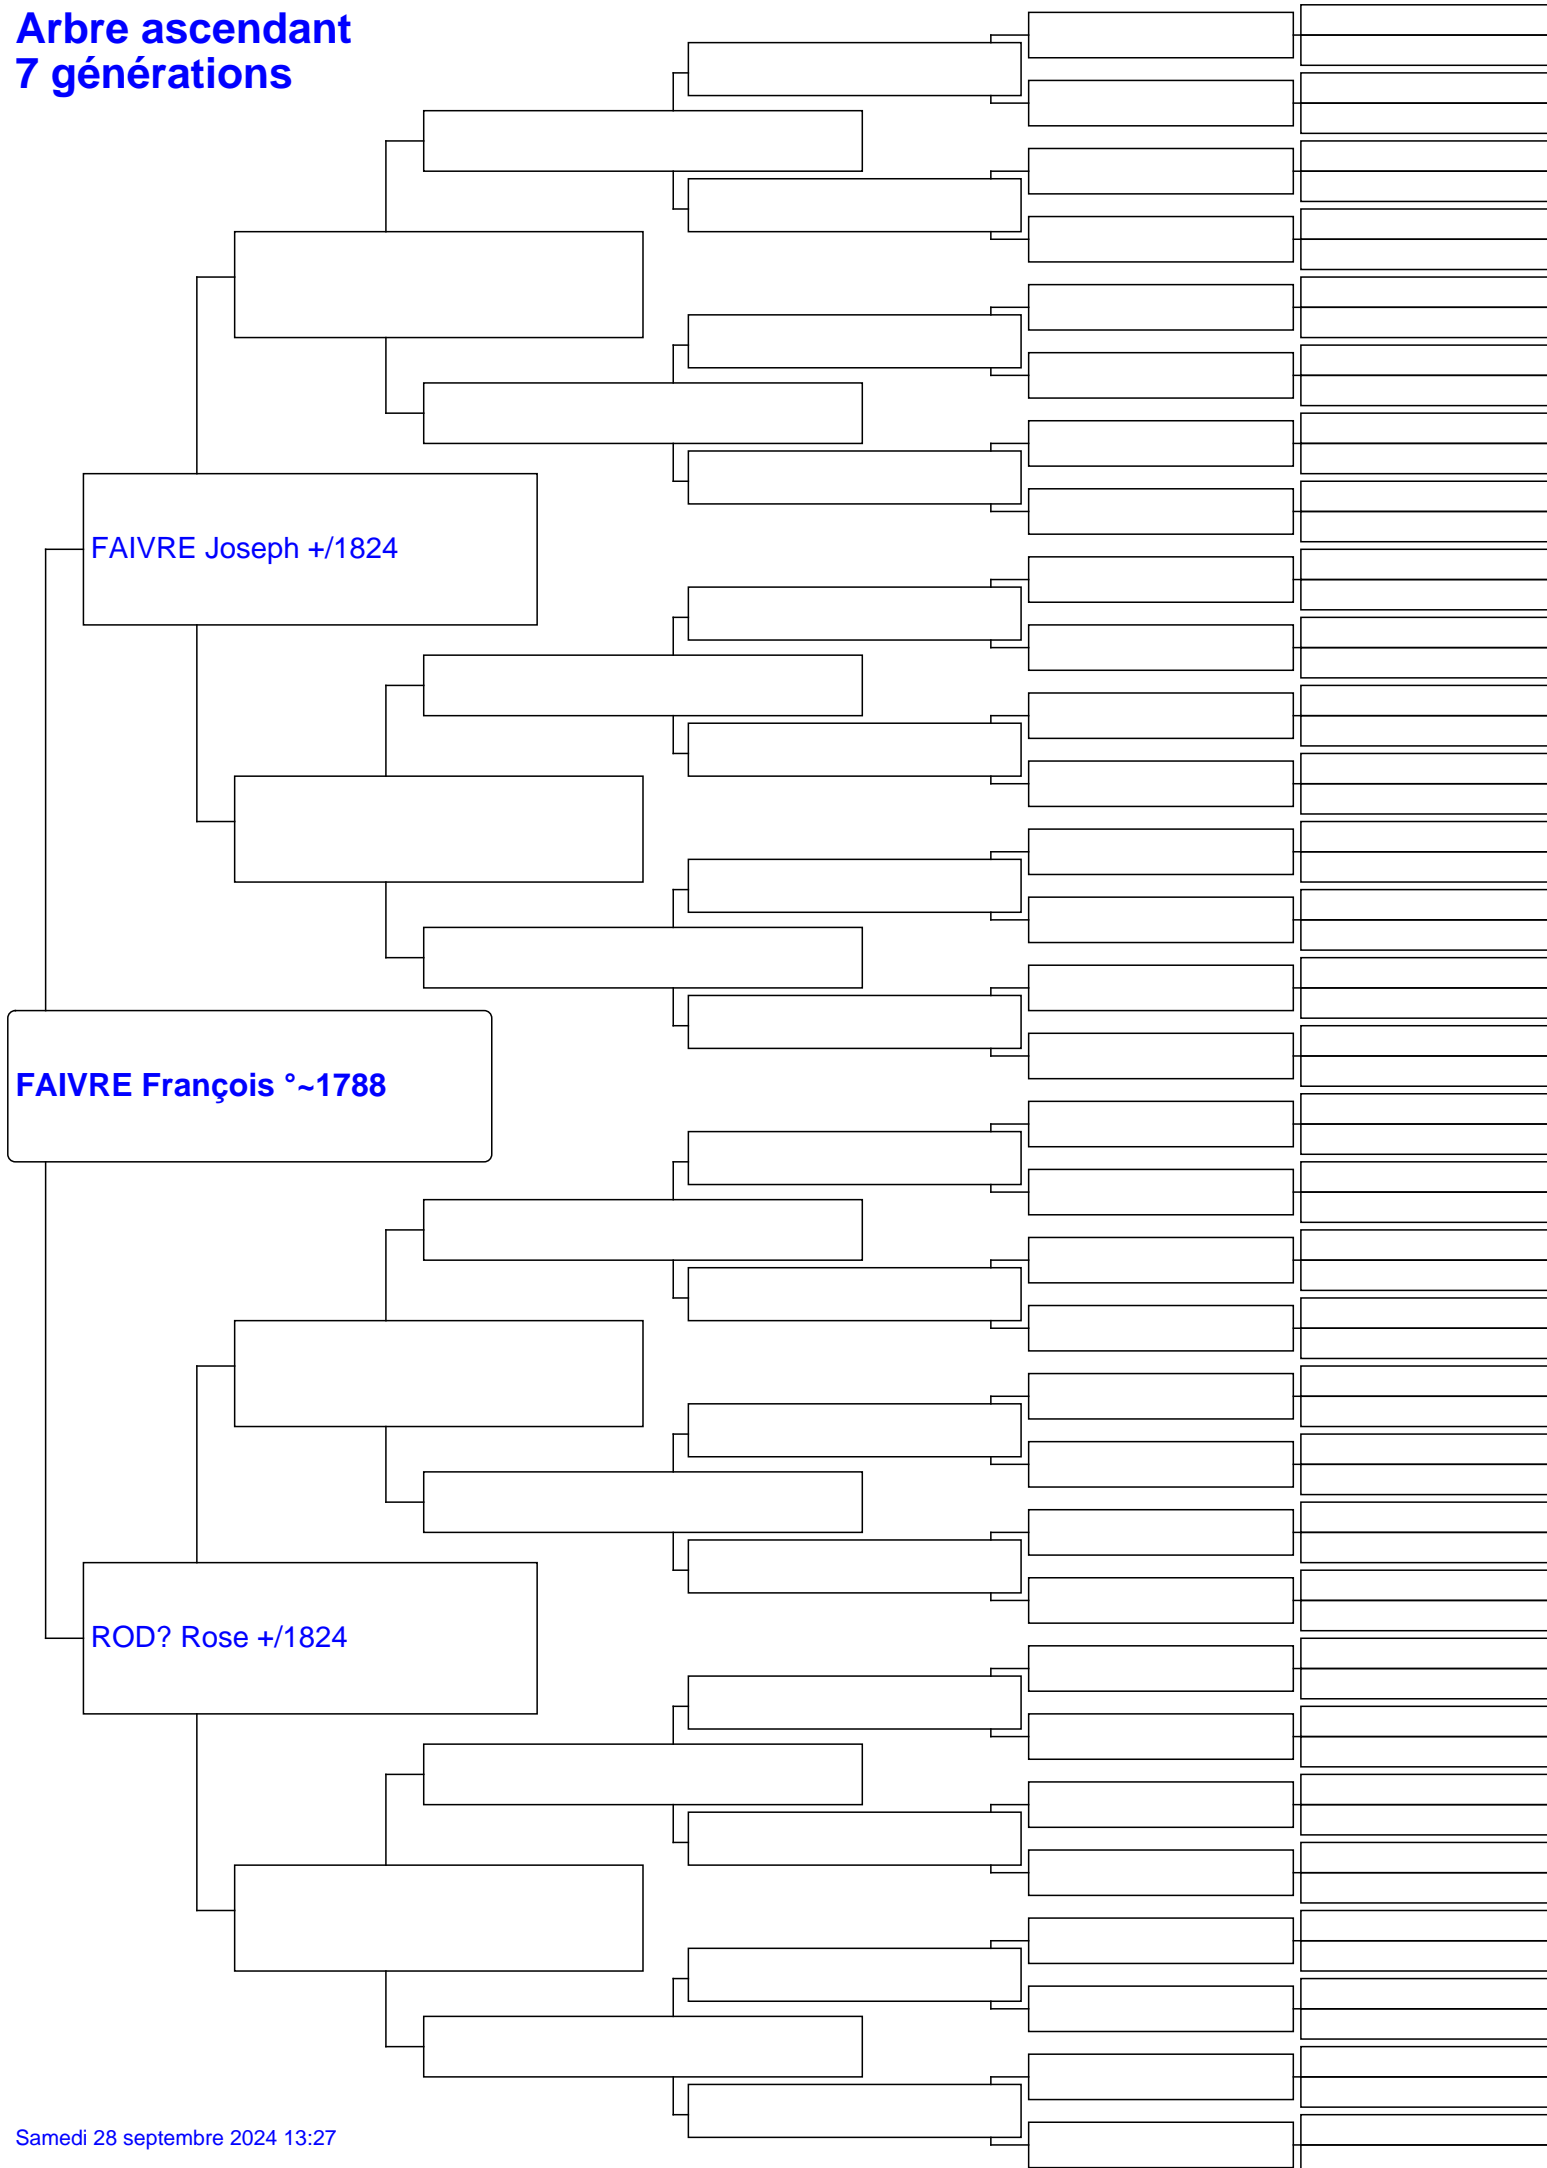 Arbre ascendant
7 générations
FAIVRE Joseph +/1824
FAIVRE François °~1788
ROD? Rose +/1824
Samedi 28 septembre 2024 13:27